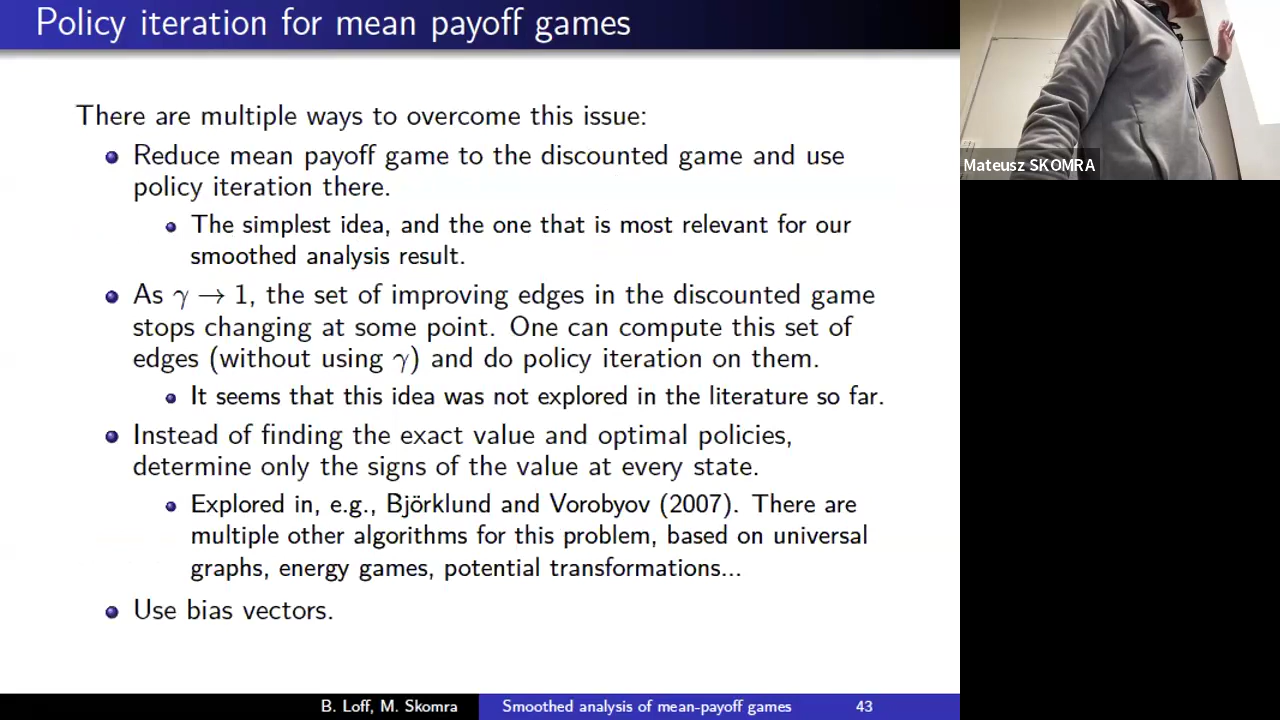 Policy iteration for mean payoff games
There are multiple ways to overcome this issue:
Reduce mean payoff game to the discounted game and use
policy iteration there.
The simplest idea, and the one that is most relevant for our
smoothed analysis result.
As γ → 1, the set of improving edges in the discounted game
stops changing at some point. One can compute this set of
edges (without using γ) and do policy iteration on them.
It seems that this idea was not explored in the literature so far.
Instead of finding the exact value and optimal policies,
determine only the signs of the value at every state.
Explored in, e.g., Björklund and Vorobyov (2007). There are
multiple other algorithms for this problem, based on universal
graphs, energy games, potential transformations...
Use bias vectors.
B. Loff, M. Skomra Smoothed analysis of mean-payoff games 43
Mateusz SKOMRA